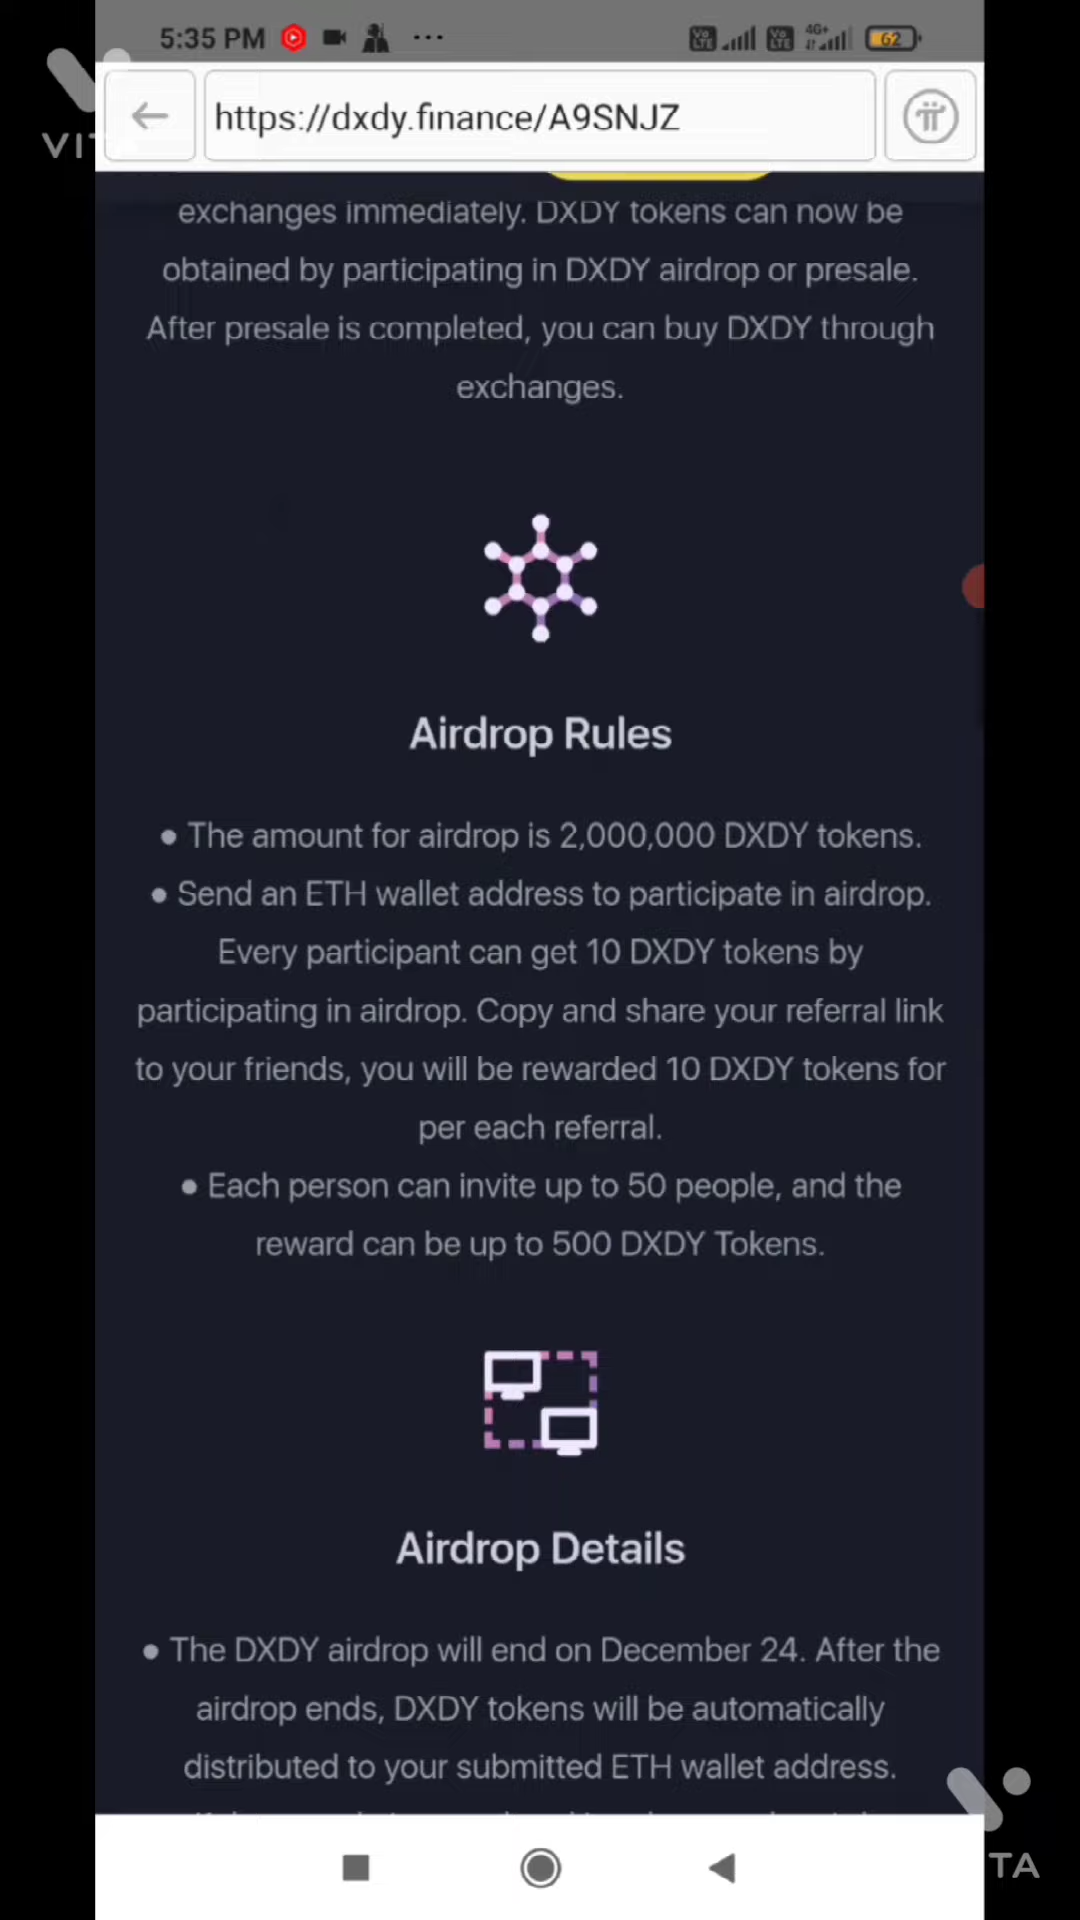 5:35 PM
VoLTE VoLTE 4G+ 62
VITA
https://dxdy.finance/A9SNJZ
exchanges immediately. DXDY tokens can now be
obtained by participating in DXDY airdrop or presale.
After presale is completed, you can buy DXDY through
exchanges.
Airdrop Rules
● The amount for airdrop is 2,000,000 DXDY tokens.
● Send an ETH wallet address to participate in airdrop.
Every participant can get 10 DXDY tokens by
participating in airdrop. Copy and share your referral link
to your friends, you will be rewarded 10 DXDY tokens for
per each referral.
● Each person can invite up to 50 people, and the
reward can be up to 500 DXDY Tokens.
Airdrop Details
● The DXDY airdrop will end on December 24. After the
airdrop ends, DXDY tokens will be automatically
distributed to your submitted ETH wallet address.
TA